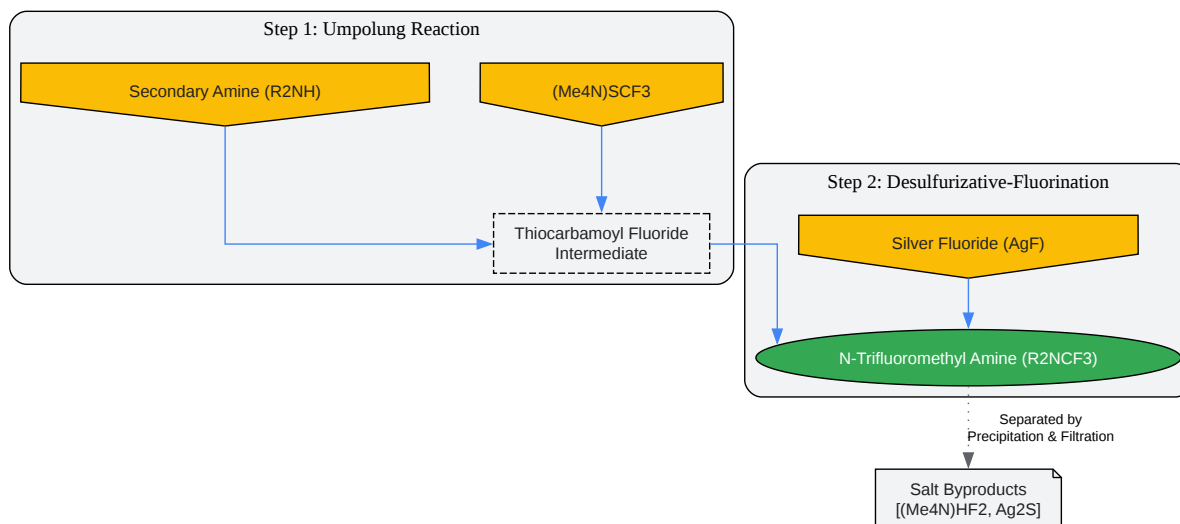 Step 1: Umpolung Reaction
Secondary Amine (R2NH)
(Me4N)SCF3
Thiocarbamoyl Fluoride
Intermediate
Step 2: Desulfurizative-Fluorination
Silver Fluoride (AgF)
N-Trifluoromethyl Amine (R2NCF3)
Separated by
Precipitation & Filtration
Salt Byproducts
[(Me4N)HF2, Ag2S]